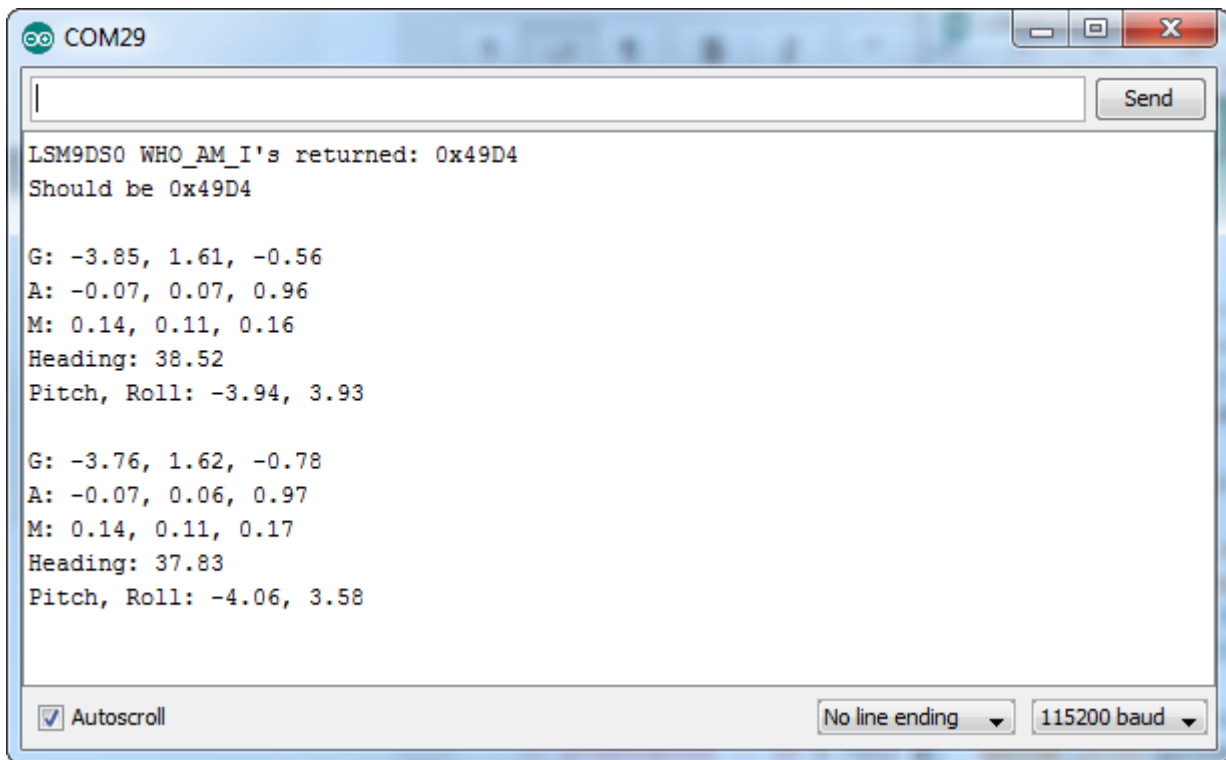 COM29
Send
LSM9DS0 WHO_AM_I's returned: 0x49D4
Should be 0x49D4
G: -3.85, 1.61, -0.56
A: -0.07, 0.07, 0.96
M: 0.14, 0.11, 0.16
Heading: 38.52
Pitch, Roll: -3.94, 3.93
G: -3.76, 1.62, -0.78
A: -0.07, 0.06, 0.97
M: 0.14, 0.11, 0.17
Heading: 37.83
Pitch, Roll: -4.06, 3.58
Autoscroll No line ending 115200 baud